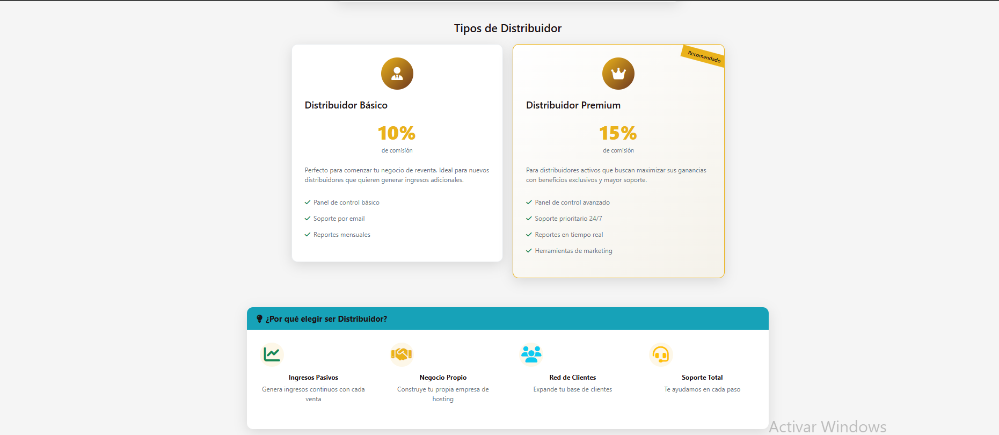 Tipos de Distribuidor
Recomendado
Distribuidor Básico
10%
de comisión
Perfecto para comenzar tu negocio de reventa. Ideal para nuevos
distribuidores que quieren generar ingresos adicionales.
Panel de control básico
Soporte por email
Reportes mensuales
Distribuidor Premium
15%
de comisión
Para distribuidores activos que buscan maximizar sus ganancias
con beneficios exclusivos y mayor soporte.
Panel de control avanzado
Soporte prioritario 24/7
Reportes en tiempo real
Herramientas de marketing
¿Por qué elegir ser Distribuidor?
Ingresos Pasivos
Genera ingresos continuos con cada
venta
Negocio Propio
Construye tu propia empresa de
hosting
Red de Clientes
Expande tu base de clientes
Soporte Total
Te ayudamos en cada paso
Activar Windows